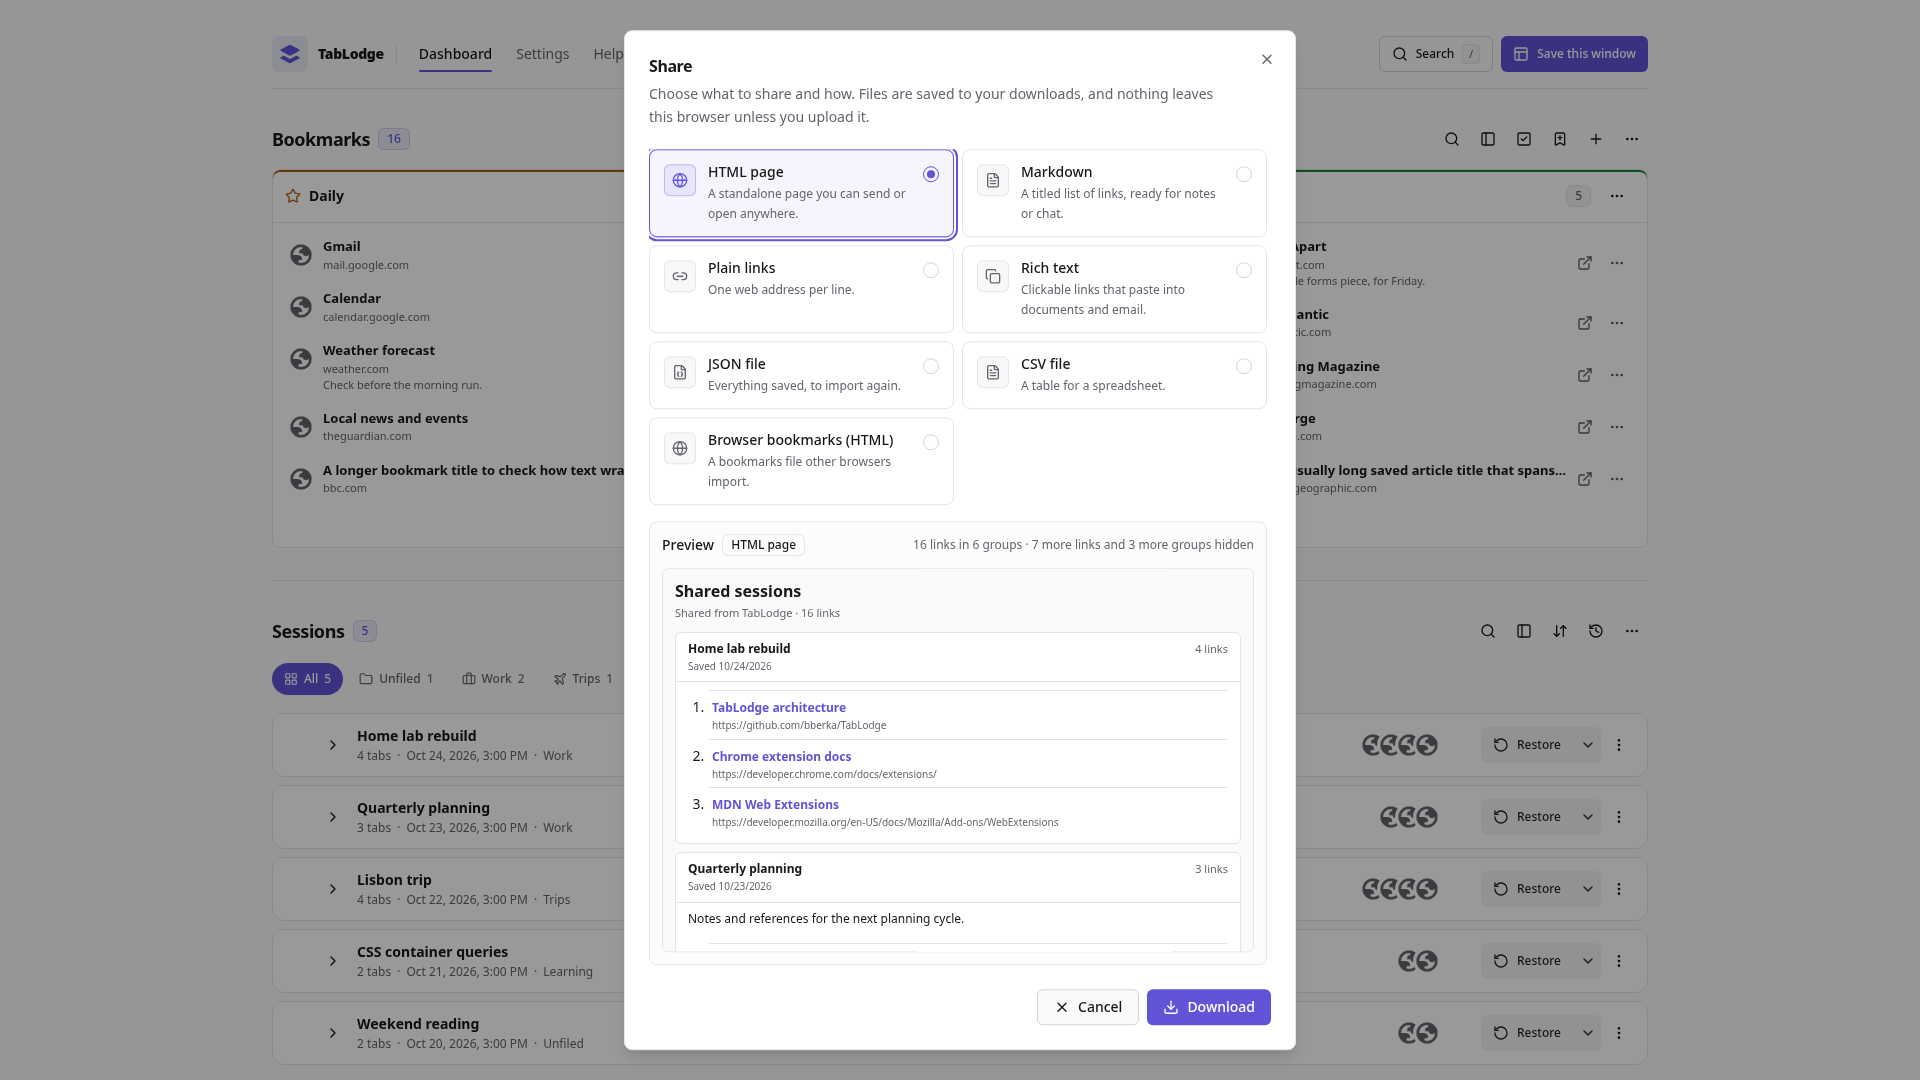 TabLodge
Dashboard
Settings
Help
Search /
Save this window
Bookmarks 16
Daily
Gmail
mail.google.com
Calendar
calendar.google.com
Weather forecast
weather.com
Check before the morning run.
Local news and events
theguardian.com
A longer bookmark title to check how text wra
bbc.com
5
Apart
t.com
le forms piece, for Friday.
antic
tic.com
ing Magazine
gmagazine.com
rge
.com
sually long saved article title that spans...
geographic.com
Sessions 5
All 5
Unfiled 1
Work 2
Trips 1
Home lab rebuild
4 tabs · Oct 24, 2026, 3:00 PM · Work
Restore
Quarterly planning
3 tabs · Oct 23, 2026, 3:00 PM · Work
Restore
Lisbon trip
4 tabs · Oct 22, 2026, 3:00 PM · Trips
Restore
CSS container queries
2 tabs · Oct 21, 2026, 3:00 PM · Learning
Restore
Weekend reading
2 tabs · Oct 20, 2026, 3:00 PM · Unfiled
Restore
Share
Choose what to share and how. Files are saved to your downloads, and nothing leaves
this browser unless you upload it.
HTML page
A standalone page you can send or
open anywhere.
Markdown
A titled list of links, ready for notes
or chat.
Plain links
One web address per line.
Rich text
Clickable links that paste into
documents and email.
JSON file
Everything saved, to import again.
CSV file
A table for a spreadsheet.
Browser bookmarks (HTML)
A bookmarks file other browsers
import.
Preview HTML page
16 links in 6 groups · 7 more links and 3 more groups hidden
Shared sessions
Shared from TabLodge · 16 links
Home lab rebuild
4 links
Saved 10/24/2026
1. TabLodge architecture
https://github.com/bberka/TabLodge
2. Chrome extension docs
https://developer.chrome.com/docs/extensions/
3. MDN Web Extensions
https://developer.mozilla.org/en-US/docs/Mozilla/Add-ons/WebExtensions
Quarterly planning
3 links
Saved 10/23/2026
Notes and references for the next planning cycle.
Cancel
Download